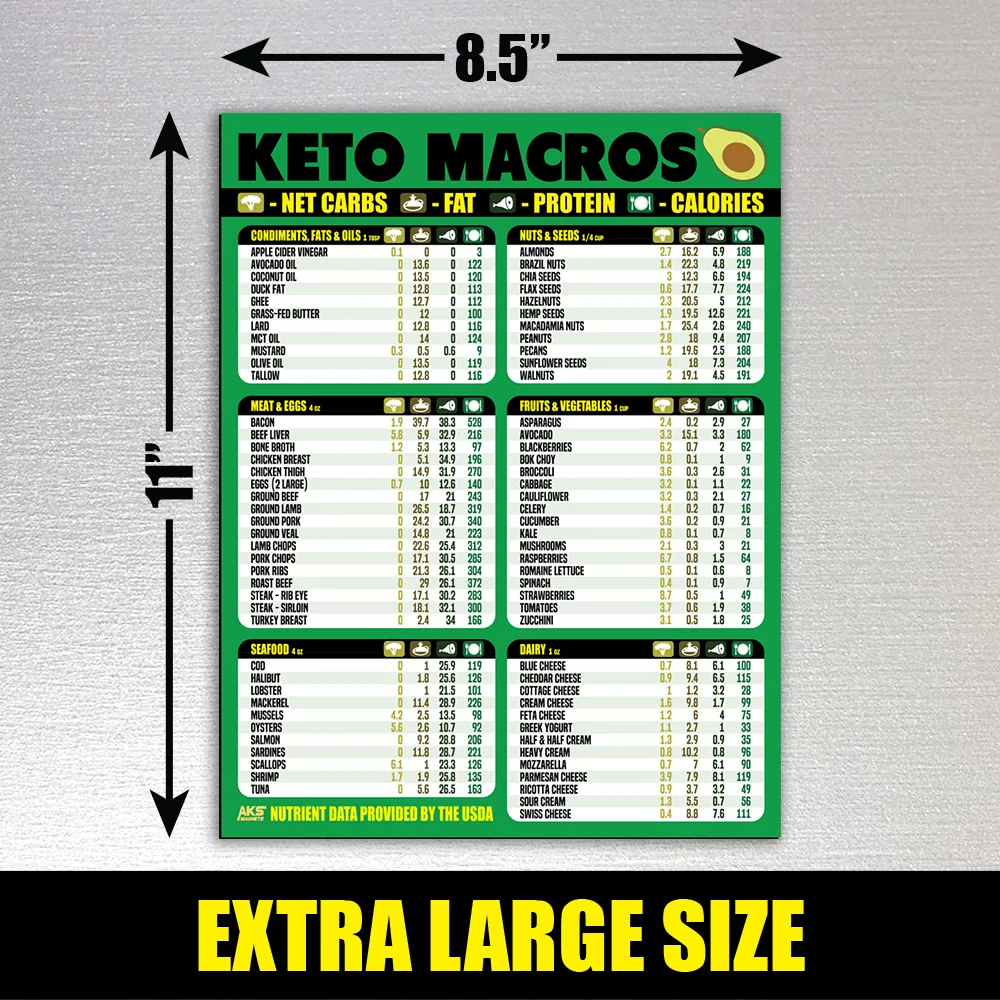 8.5”
11”
KETO MACROS
- NET CARBS - FAT - PROTEIN - CALORIES
CONDIMENTS, FATS & OILS 1 TBSP
APPLE CIDER VINEGAR 0.1 0 0 3
AVOCADO OIL 0 13.6 0 122
COCONUT OIL 0 13.5 0 120
DUCK FAT 0 12.8 0 113
GHEE 0 12.7 0 112
GRASS-FED BUTTER 0 12 0 100
LARD 0 12.8 0 116
MCT OIL 0 14 0 124
MUSTARD 0.3 0.5 0.6 9
OLIVE OIL 0 13.5 0 119
TALLOW 0 12.8 0 116
NUTS & SEEDS 1/4 CUP
ALMONDS 2.7 16.2 6.9 188
BRAZIL NUTS 1.4 22.3 4.8 219
CHIA SEEDS 3 12.3 6.6 194
FLAX SEEDS 0.6 17.7 7.7 224
HAZELNUTS 2.3 20.5 5 212
HEMP SEEDS 1.9 19.5 12.6 221
MACADAMIA NUTS 1.7 25.4 2.6 240
PEANUTS 2.8 18 9.4 207
PECANS 1.2 19.6 2.5 188
SUNFLOWER SEEDS 4 18 7.3 204
WALNUTS 2 19.1 4.5 191
MEAT & EGGS 4 OZ
BACON 1.9 39.7 38.3 528
BEEF LIVER 5.8 5.9 32.9 216
BONE BROTH 1.2 5.3 13.3 97
CHICKEN BREAST 0 5.1 34.9 196
CHICKEN THIGH 0 14.9 31.9 270
EGGS (2 LARGE) 0.7 10 12.6 140
GROUND BEEF 0 17 21 243
GROUND LAMB 0 26.5 18.7 319
GROUND PORK 0 24.2 30.7 340
GROUND VEAL 0 14.8 21 223
LAMB CHOPS 0 22.6 25.4 312
PORK CHOPS 0 17.1 30.5 285
PORK RIBS 0 21.3 26.1 304
ROAST BEEF 0 29 26.1 372
STEAK - RIB EYE 0 17.1 30.2 283
STEAK - SIRLOIN 0 18.1 32.1 300
TURKEY BREAST 0 2.4 34 166
FRUITS & VEGETABLES 1 CUP
ASPARAGUS 2.4 0.2 2.9 27
AVOCADO 3.3 15.1 3.3 180
BLACKBERRIES 6.2 0.7 2 62
BOK CHOY 0.8 0.1 1 9
BROCCOLI 3.6 0.3 2.6 31
CABBAGE 3.2 0.1 1.1 22
CAULIFLOWER 3.2 0.3 2.1 27
CELERY 1.4 0.2 0.7 16
CUCUMBER 3.6 0.2 0.9 21
KALE 0.8 0.1 0.7 8
MUSHROOMS 2.1 0.3 3 21
RASPBERRIES 6.7 0.8 1.5 64
ROMAINE LETTUCE 0.5 0.1 0.6 8
SPINACH 0.4 0.1 0.9 7
STRAWBERRIES 8.7 0.5 1 49
TOMATOES 3.7 0.6 1.9 38
ZUCCHINI 3.1 0.5 1.8 25
SEAFOOD 4 OZ
COD 0 1 25.9 119
HALIBUT 0 1.8 25.6 126
LOBSTER 0 1 21.5 101
MACKEREL 0 11.4 28.9 226
MUSSELS 4.2 2.5 13.5 98
OYSTERS 5.6 2.6 10.7 92
SALMON 0 9.2 28.8 206
SARDINES 0 11.8 28.7 221
SCALLOPS 6.1 1 23.3 126
SHRIMP 1.7 1.9 25.8 135
TUNA 0 5.6 26.5 163
DAIRY 1 OZ
BLUE CHEESE 0.7 8.1 6.1 100
CHEDDAR CHEESE 0.9 9.4 6.5 115
COTTAGE CHEESE 1 1.2 3.2 28
CREAM CHEESE 1.6 9.8 1.7 99
FETA CHEESE 1.2 6 4 75
GREEK YOGURT 1.1 2.7 1 33
HALF & HALF CREAM 1.3 2.9 0.9 35
HEAVY CREAM 0.8 10.2 0.8 96
MOZZARELLA 0.7 7 6.1 90
PARMESAN CHEESE 3.9 7.9 8.1 119
RICOTTA CHEESE 0.9 3.7 3.2 49
SOUR CREAM 1.3 5.5 0.7 56
SWISS CHEESE 0.4 8.8 7.6 111
AKS MAGNETS NUTRIENT DATA PROVIDED BY THE USDA
EXTRA LARGE SIZE